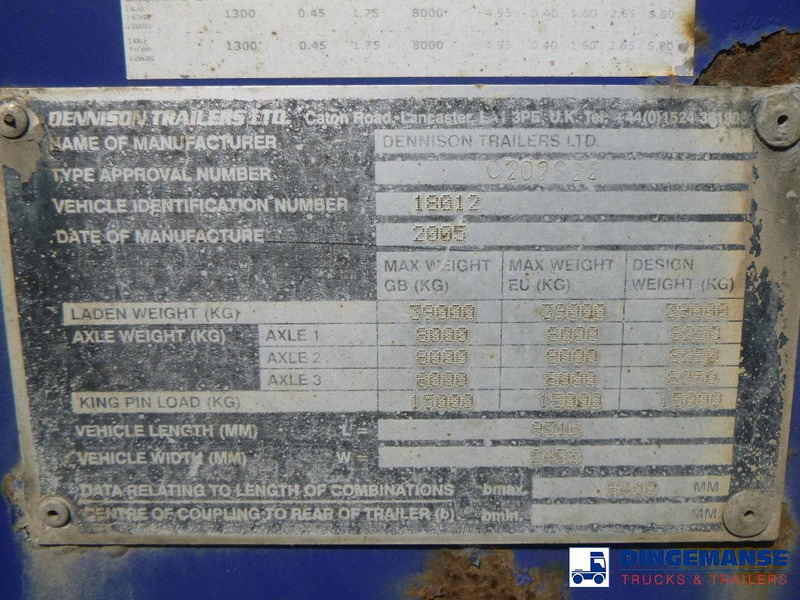 1300 0.45 1.75 8000 4.95 0.40 1.60 2.65 5.80
1300 0.45 1.75 8000 4.95 0.40 1.60 2.65 5.80
DENNISON TRAILERS LTD. Caton Road, Lancaster, LA1 3PE, U.K. Tel:
NAME OF MANUFACTURER DENNISON TRAILERS LTD.
TYPE APPROVAL NUMBER
VEHICLE IDENTIFICATION NUMBER 18012
DATE OF MANUFACTURE 2005
MAX WEIGHT GB (KG) MAX WEIGHT EU (KG) DESIGN WEIGHT (KG)
LADEN WEIGHT (KG) 39000 39000 39000
AXLE WEIGHT (KG) AXLE 1 8000 8000
AXLE 2 8000 8000
AXLE 3 8000 8000
KING PIN LOAD (KG) 15000 15000 15000
VEHICLE LENGTH (MM) L =
VEHICLE WIDTH (MM) W =
DATA RELATING TO LENGTH OF COMBINATIONS bmax. MM
CENTRE OF COUPLING TO REAR OF TRAILER (b) bmin. MM
DINGEMANSE
TRUCKS & TRAILERS